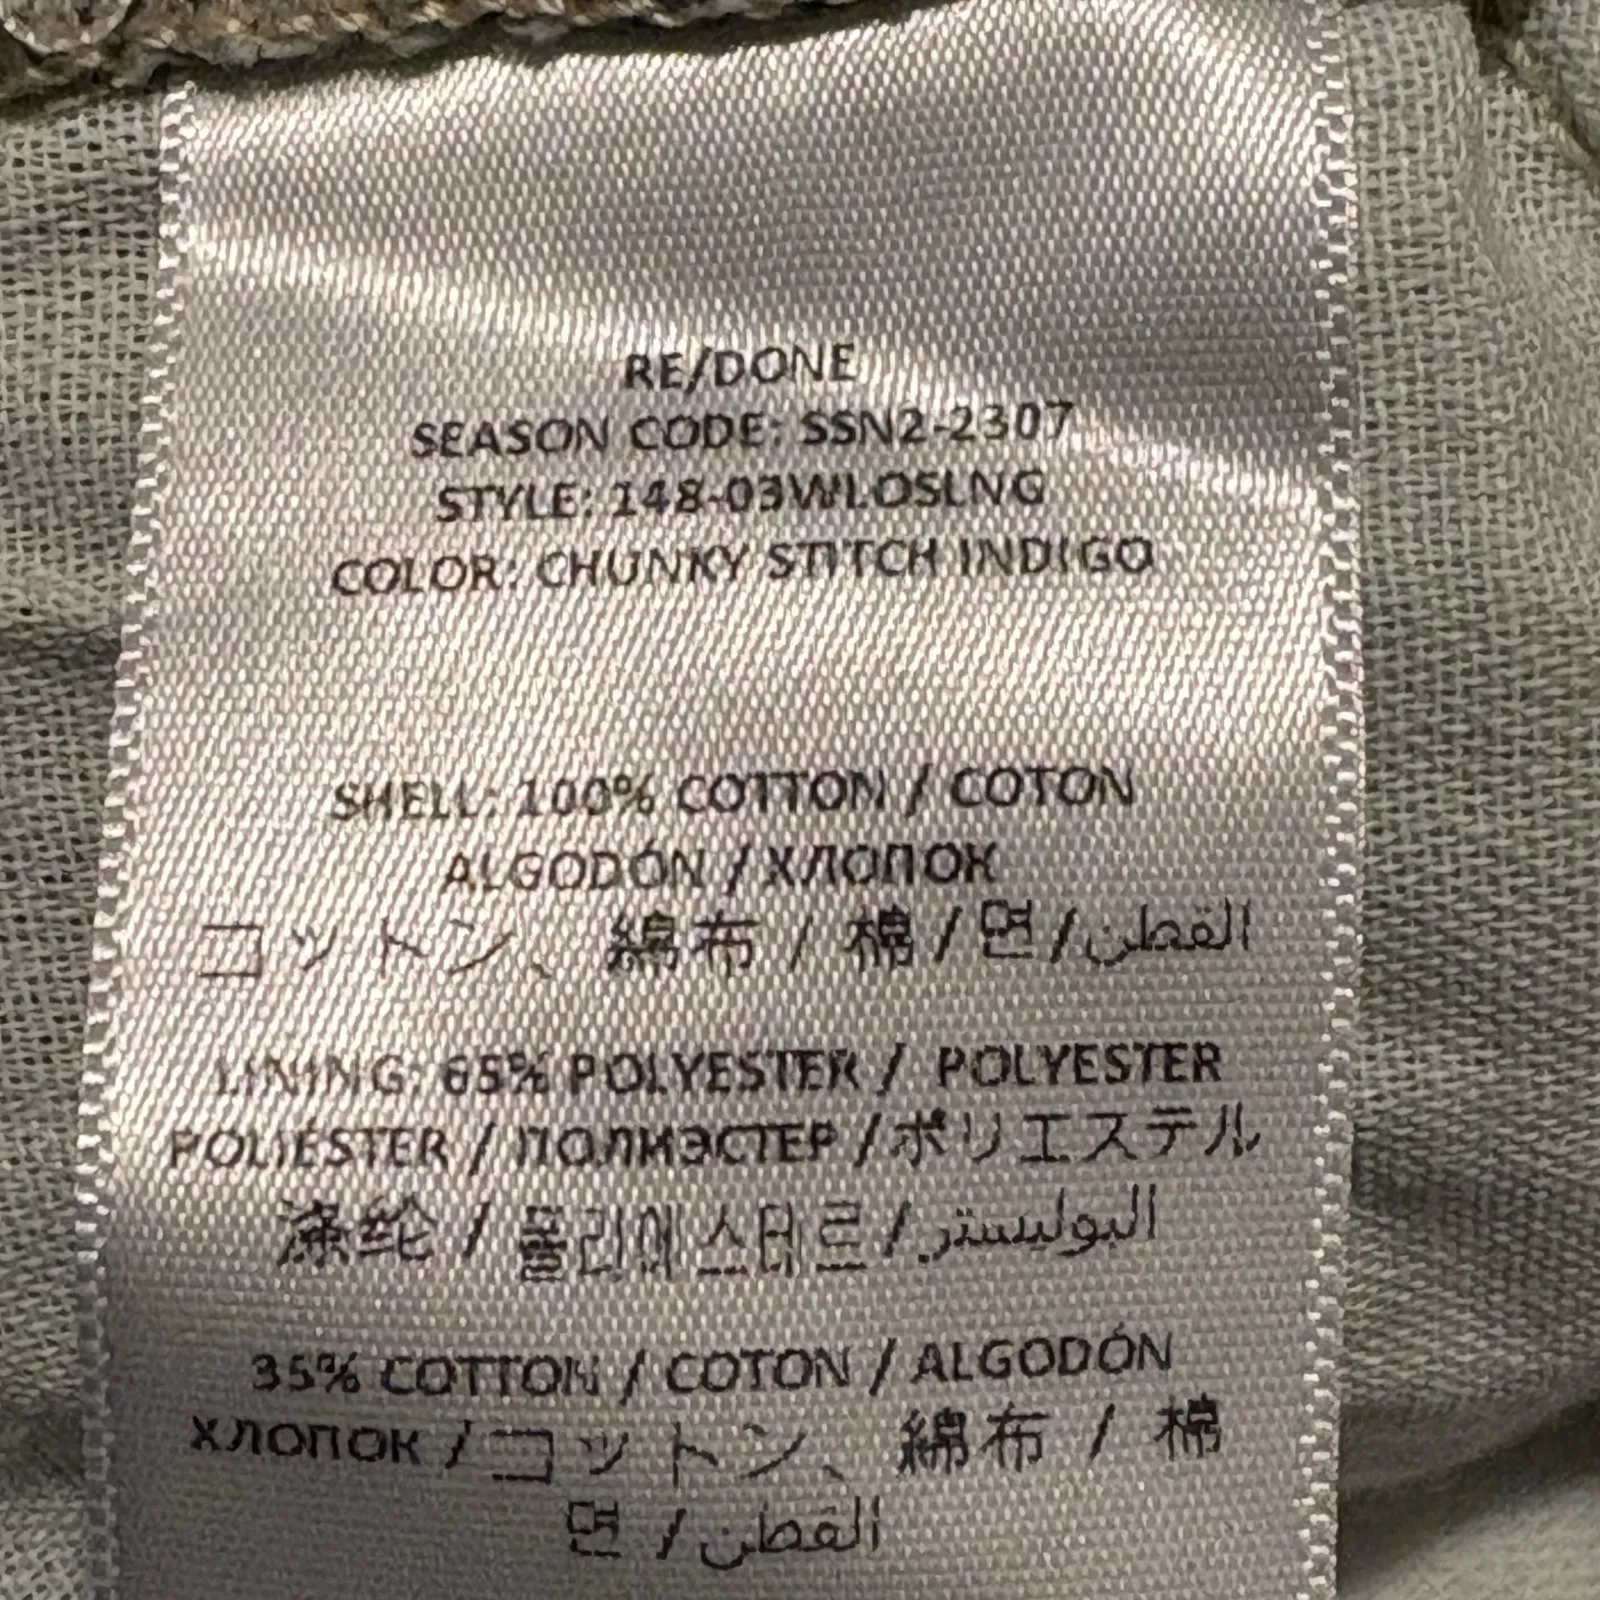 RE/DONE
SEASON CODE: SSN2-2307
STYLE: 148-03WLOSLNG
COLOR: CHUNKY STITCH INDIGO
SHELL: 100% COTTON / COTON
ALGODÓN / ХЛОПОК
コットン、綿布 / 棉 / 면 / القطن
LINING: 65% POLYESTER / POLYESTER
POLIÉSTER / ПОЛИЭСТЕР / ポリエステル
涤纶 / 폴리에스테르 / البوليستر
35% COTTON / COTON / ALGODÓN
ХЛОПОК / コットン、綿布 / 棉
면 / القطن